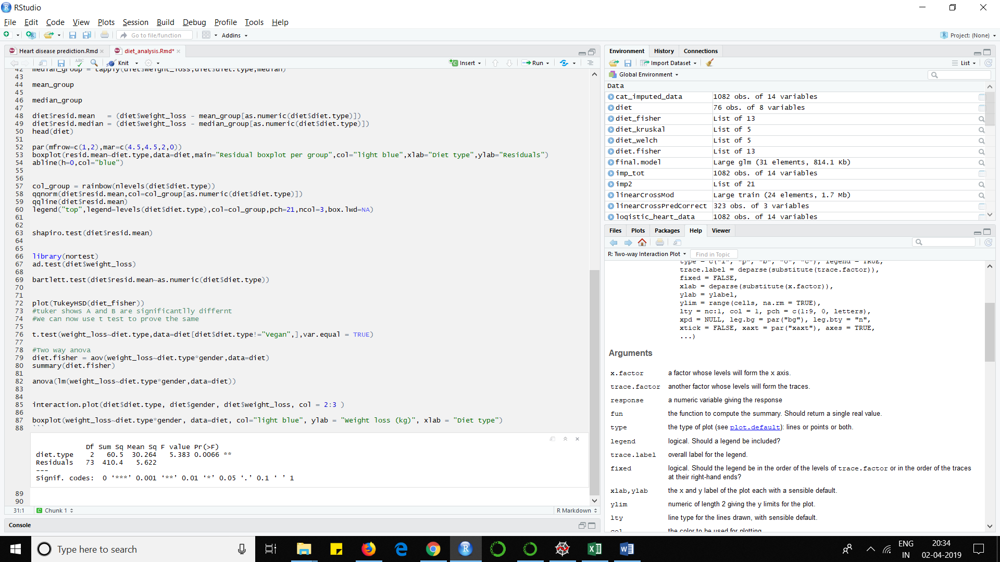 RStudio
File Edit Code View Plots Session Build Debug Profile Tools Help
Go to file/function Addins Project: (None)
Heart disease prediction.Rmd diet_analysis.Rmd*
ABC Knit Insert Run
42 median_group = tapply(diet$weight_loss,diet$diet.type,median)
43
44 mean_group
45
46 median_group
47
48 diet$resid.mean   = (diet$weight_loss - mean_group[as.numeric(diet$diet.type)])
49 diet$resid.median = (diet$weight_loss - median_group[as.numeric(diet$diet.type)])
50 head(diet)
51
52 par(mfrow=c(1,2),mar=c(4.5,4.5,2,0))
53 boxplot(resid.mean~diet.type,data=diet,main="Residual boxplot per group",col="light blue",xlab="Diet type",ylab="Residuals")
54 abline(h=0,col="blue")
55
56
57 col_group = rainbow(nlevels(diet$diet.type))
58 qqnorm(diet$resid.mean,col=col_group[as.numeric(diet$diet.type)])
59 qqline(diet$resid.mean)
60 legend("top",legend=levels(diet$diet.type),col=col_group,pch=21,ncol=3,box.lwd=NA)
61
62
63 shapiro.test(diet$resid.mean)
64
65
66 library(nortest)
67 ad.test(diet$weight_loss)
68
69 bartlett.test(diet$resid.mean~as.numeric(diet$diet.type))
70
71
72 plot(TukeyHSD(diet_fisher))
73 #tuker shows A and B are significantlly differnt
74 #We can now use t test to prove the same
75
76 t.test(weight_loss~diet.type,data=diet[diet$diet.type!="Vegan",],var.equal = TRUE)
77
78 #Two way anova
79 diet.fisher = aov(weight_loss~diet.type*gender,data=diet)
80 summary(diet.fisher)
81
82 anova(lm(weight_loss~diet.type*gender,data=diet))
83
84
85 interaction.plot(diet$diet.type, diet$gender, diet$weight_loss, col = 2:3 )
86
87 boxplot(weight_loss~diet.type*gender, data=diet, col="light blue", ylab = "Weight loss (kg)", xlab = "Diet type")
88 ```
Df Sum Sq Mean Sq F value Pr(>F)
diet.type 2 60.5 30.264 5.383 0.0066 **
Residuals 73 410.4 5.622
---
Signif. codes:  0 ‘***’ 0.001 ‘**’ 0.01 ‘*’ 0.05 ‘.’ 0.1 ‘ ’ 1
89
90
31:1 Chunk 1 R Markdown
Console
Environment History Connections
Import Dataset List
Global Environment
Data
cat_imputed_data 1082 obs. of 14 variables
diet 76 obs. of 8 variables
diet_fisher List of 13
diet_kruskal List of 5
diet_welch List of 5
diet.fisher List of 13
final.model Large glm (31 elements, 814.1 Kb)
imp_tot 1082 obs. of 14 variables
imp2 List of 21
linearCrossMod Large train (24 elements, 1.7 Mb)
linearCrossPredCorrect 323 obs. of 3 variables
logistic_heart_data 1082 obs. of 14 variables
Files Plots Packages Help Viewer
R: Two-way Interaction Plot Find in Topic
type = c("l", "p", "b", "o", "c"), legend = TRUE,
trace.label = deparse(substitute(trace.factor)),
fixed = FALSE,
xlab = deparse(substitute(x.factor)),
ylab = ylabel,
ylim = range(cells, na.rm = TRUE),
lty = nc:1, col = 1, pch = c(1:9, 0, letters),
xpd = NULL, leg.bg = par("bg"), leg.bty = "n",
xtick = FALSE, xaxt = par("xaxt"), axes = TRUE,
...)
Arguments
x.factor a factor whose levels will form the x axis.
trace.factor another factor whose levels will form the traces.
response a numeric variable giving the response
fun the function to compute the summary. Should return a single real value.
type the type of plot (see plot.default): lines or points or both.
legend logical. Should a legend be included?
trace.label overall label for the legend.
fixed logical. Should the legend be in the order of the levels of trace.factor or in the order of the traces
at their right-hand ends?
xlab,ylab the x and y label of the plot each with a sensible default.
ylim numeric of length 2 giving the y limits for the plot.
lty line type for the lines drawn, with sensible default.
col the color to be used for plotting.
Type here to search
ENG 20:34
IN 02-04-2019